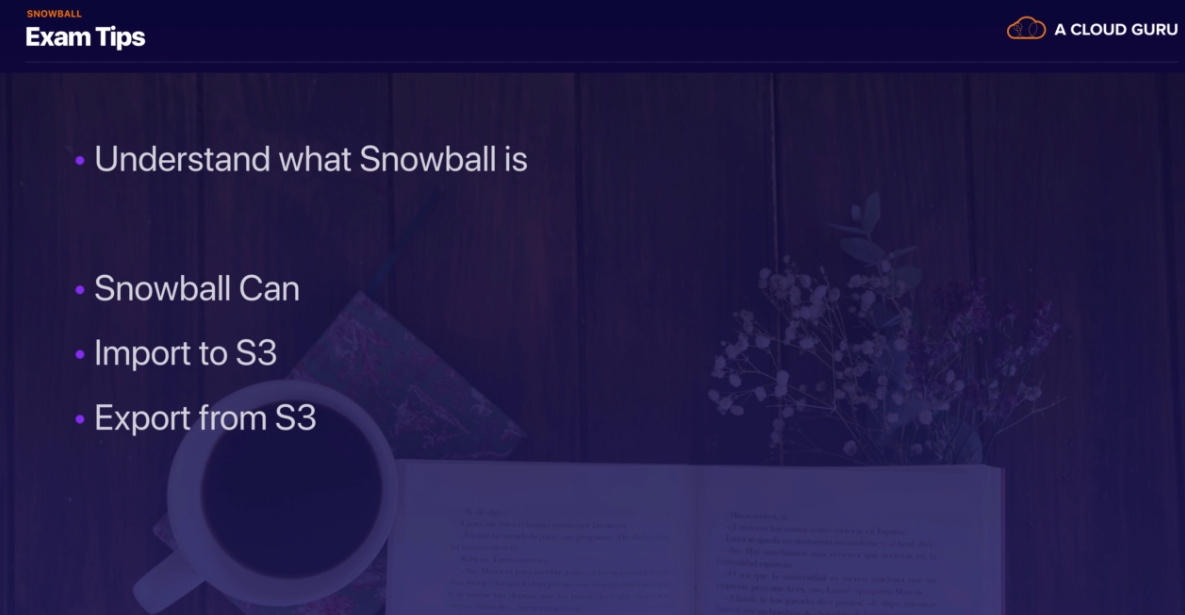 SNOWBALL
Exam Tips
A CLOUD GURU
• Understand what Snowball is
• Snowball Can
• Import to S3
• Export from S3